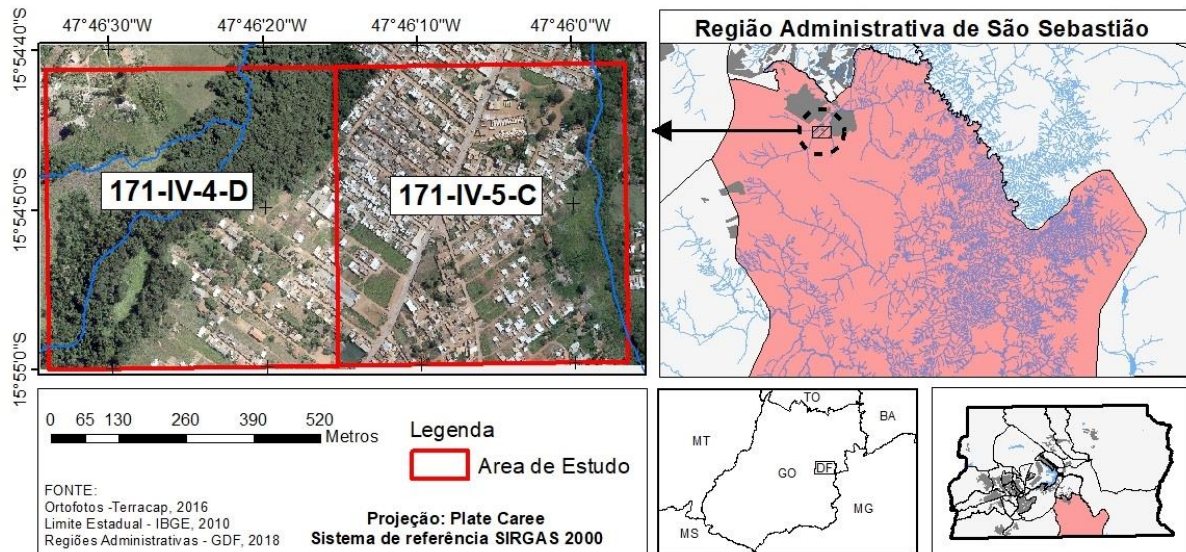 47°46'30"W
47°46'20"W
47°46'10"W
47°46'0"W
15°54'40"S
15°54'50"S
15°55'0"S
171-IV-4-D
171-IV-5-C
Região Administrativa de São Sebastião
0 65 130 260 390 520
Metros
Legenda
Area de Estudo
FONTE:
Ortofotos -Terracap, 2016
Limite Estadual - IBGE, 2010
Regiões Administrativas - GDF, 2018
Projeção: Plate Caree
Sistema de referência SIRGAS 2000
TO
BA
MT
GO
DF
MG
MS